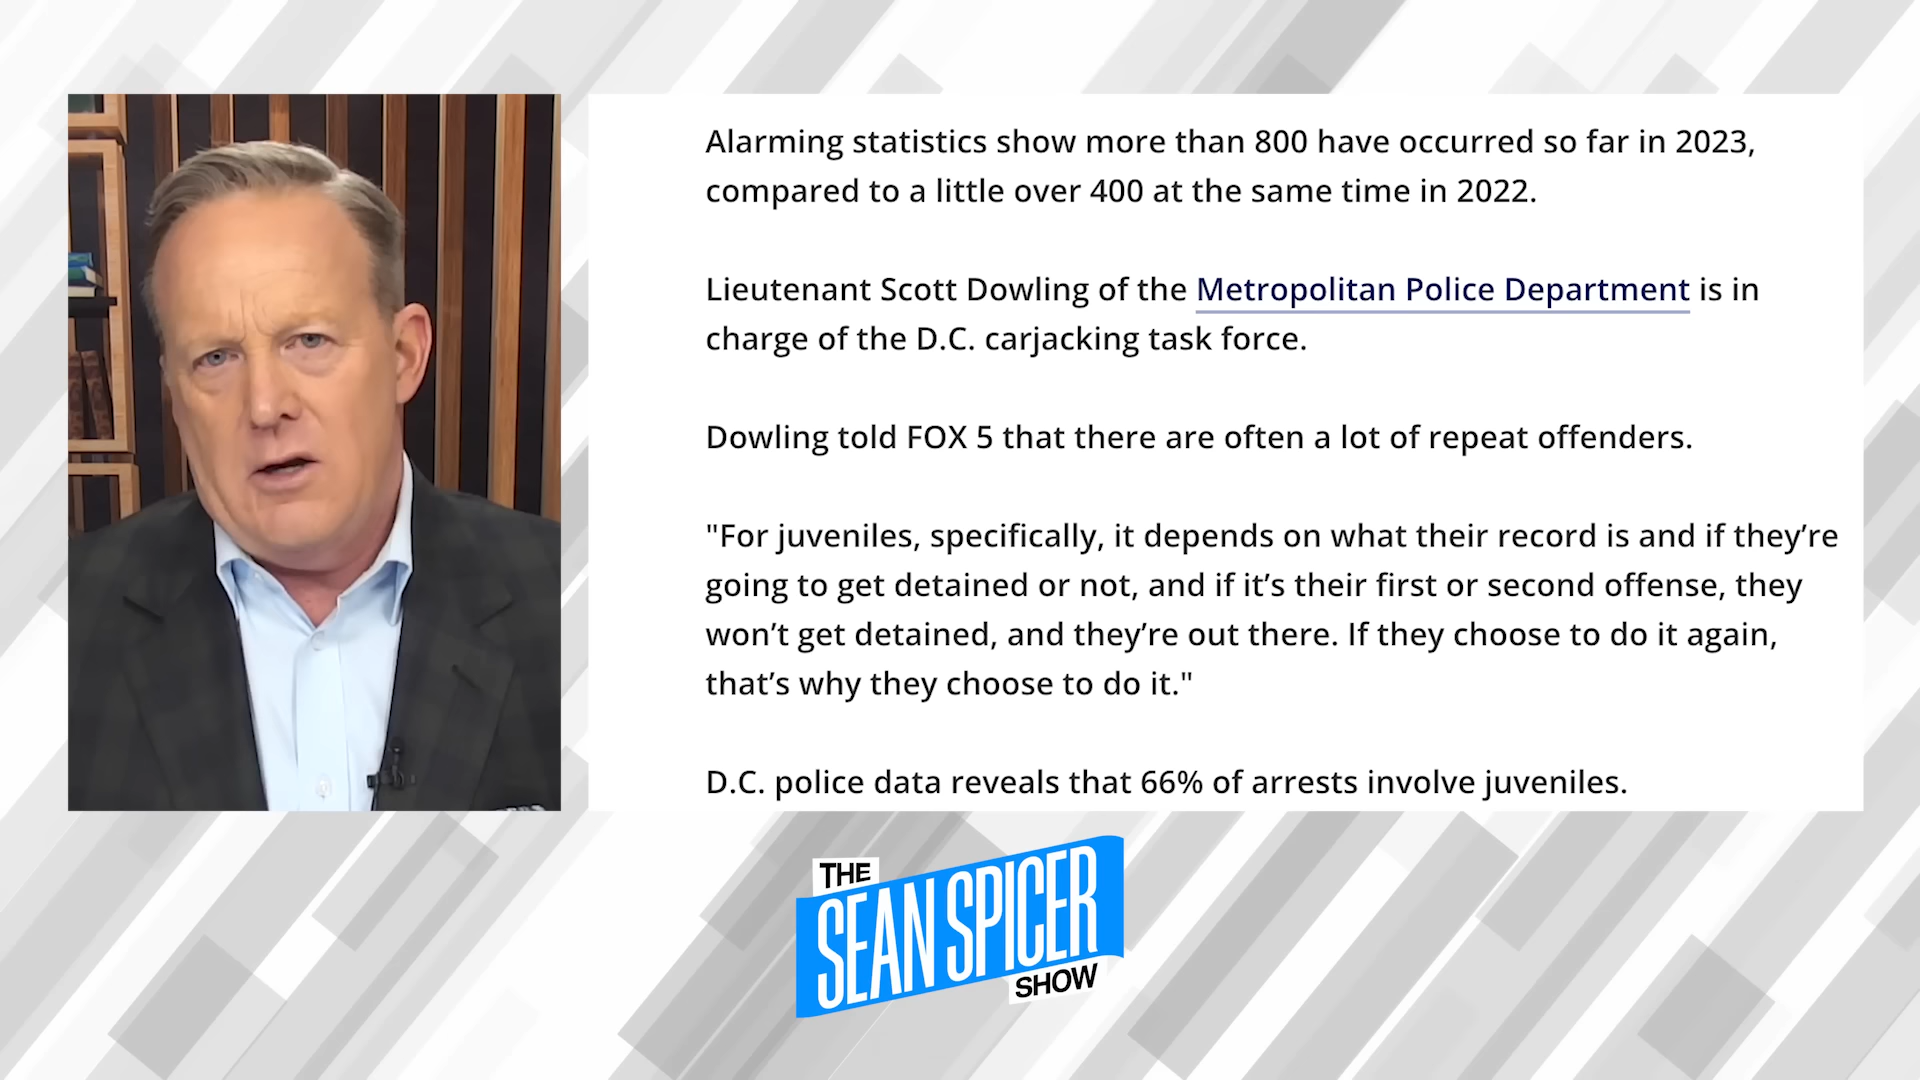 Alarming statistics show more than 800 have occurred so far in 2023,
compared to a little over 400 at the same time in 2022.
Lieutenant Scott Dowling of the Metropolitan Police Department is in
charge of the D.C. carjacking task force.
Dowling told FOX 5 that there are often a lot of repeat offenders.
"For juveniles, specifically, it depends on what their record is and if they’re
going to get detained or not, and if it’s their first or second offense, they
won’t get detained, and they’re out there. If they choose to do it again,
that’s why they choose to do it."
D.C. police data reveals that 66% of arrests involve juveniles.
THE
SEAN SPICER
SHOW